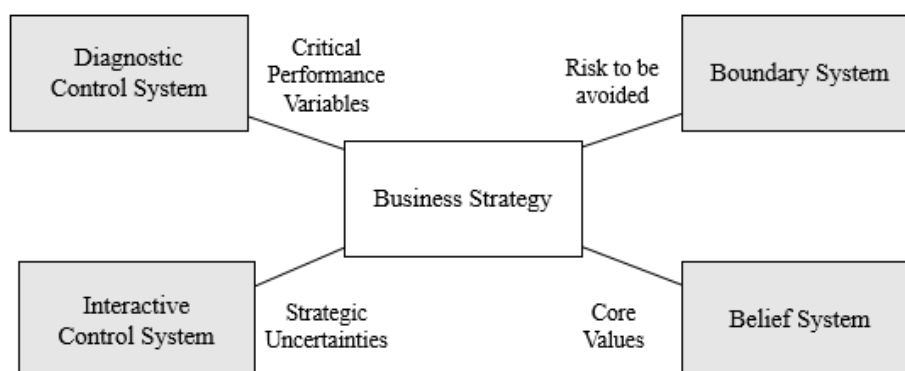 Diagnostic
Control System
Critical
Performance
Variables
Risk to be
avoided
Boundary System
Business Strategy
Interactive
Control System
Strategic
Uncertainties
Core
Values
Belief System